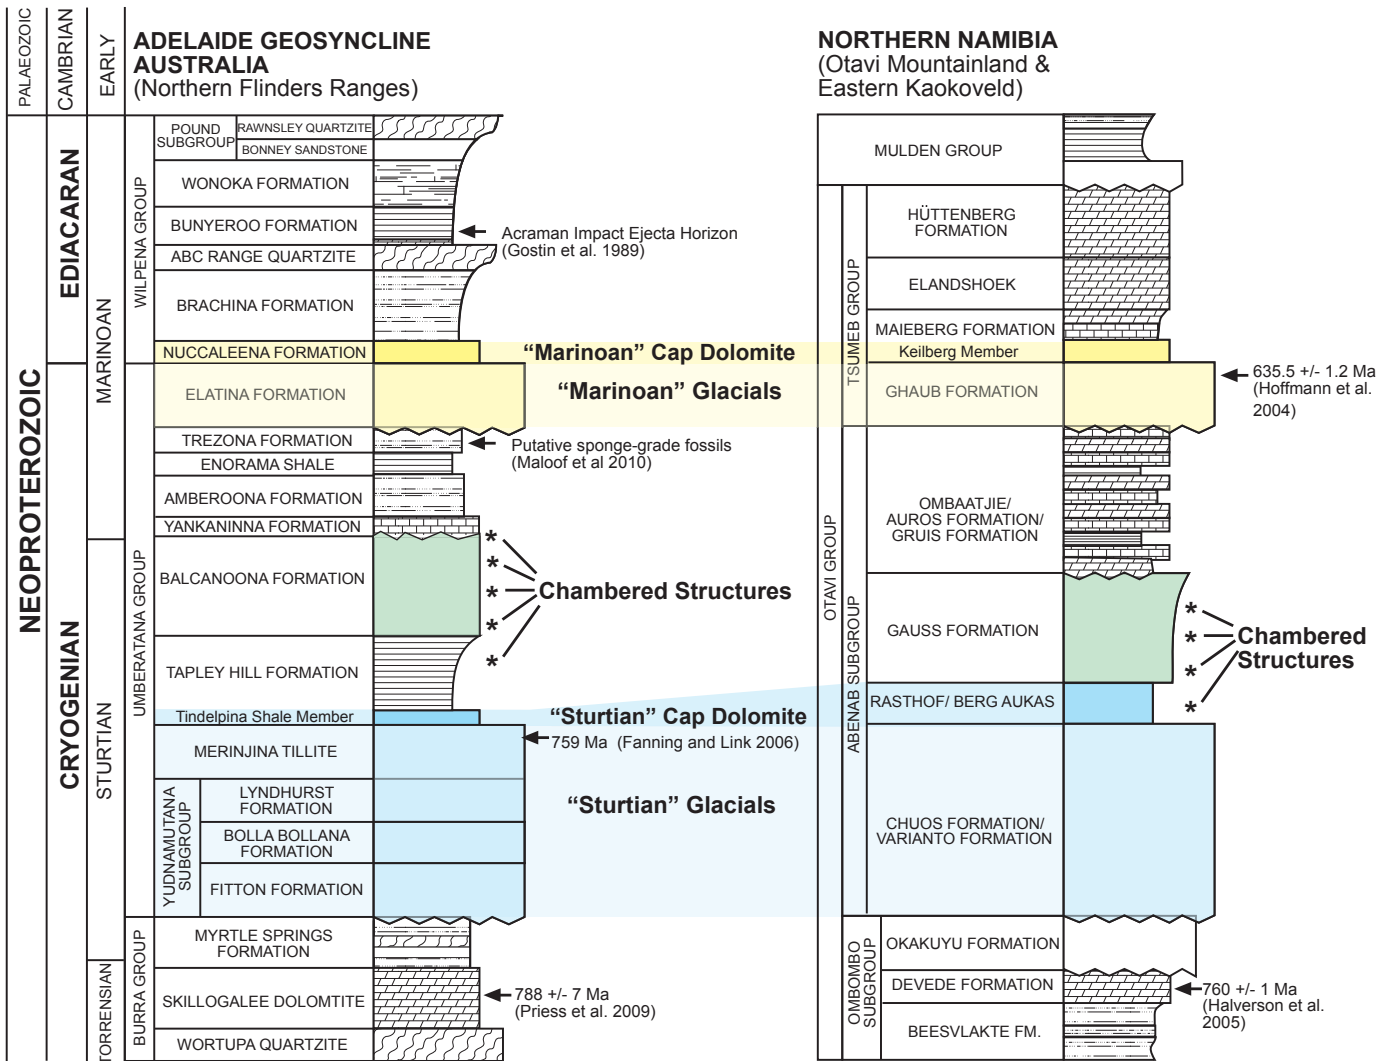 PALAEOZOIC
CAMBRIAN
EARLY
NEOPROTEROZOIC
EDIACARAN
CRYOGENIAN
MARINOAN
STURTIAN
TORRENSIAN
ADELAIDE GEOSYNCLINE
AUSTRALIA
(Northern Flinders Ranges)
WILPENA GROUP
POUND
SUBGROUP
RAWNSLEY QUARTZITE
BONNEY SANDSTONE
WONOKA FORMATION
BUNYEROO FORMATION
ABC RANGE QUARTZITE
BRACHINA FORMATION
NUCCALEENA FORMATION
UMBERATANA GROUP
ELATINA FORMATION
TREZONA FORMATION
ENORAMA SHALE
AMBEROONA FORMATION
YANKANINNA FORMATION
BALCANOONA FORMATION
TAPLEY HILL FORMATION
Tindelpina Shale Member
MERINJINA TILLITE
YUDNAMUTANA
SUBGROUP
LYNDHURST
FORMATION
BOLLA BOLLANA
FORMATION
FITTON FORMATION
BURRA GROUP
MYRTLE SPRINGS
FORMATION
SKILLOGALEE DOLOMTITE
WORTUPA QUARTZITE
Acraman Impact Ejecta Horizon
(Gostin et al. 1989)
“Marinoan” Cap Dolomite
“Marinoan” Glacials
Putative sponge-grade fossils
(Maloof et al 2010)
*
*
*
*
*
Chambered Structures
“Sturtian” Cap Dolomite
759 Ma (Fanning and Link 2006)
“Sturtian” Glacials
788 +/- 7 Ma
(Priess et al. 2009)
NORTHERN NAMIBIA
(Otavi Mountainland &
Eastern Kaokoveld)
MULDEN GROUP
OTAVI GROUP
TSUMEB GROUP
HÜTTENBERG
FORMATION
ELANDSHOEK
MAIEBERG FORMATION
Keilberg Member
GHAUB FORMATION
ABENAB SUBGROUP
OMBAATJIE/
AUROS FORMATION/
GRUIS FORMATION
GAUSS FORMATION
RASTHOF/ BERG AUKAS
CHUOS FORMATION/
VARIANTO FORMATION
OMBOMBO
SUBGROUP
OKAKUYU FORMATION
DEVEDE FORMATION
BEESVLAKTE FM.
635.5 +/- 1.2 Ma
(Hoffmann et al.
2004)
*
*
*
*
Chambered
Structures
760 +/- 1 Ma
(Halverson et al.
2005)